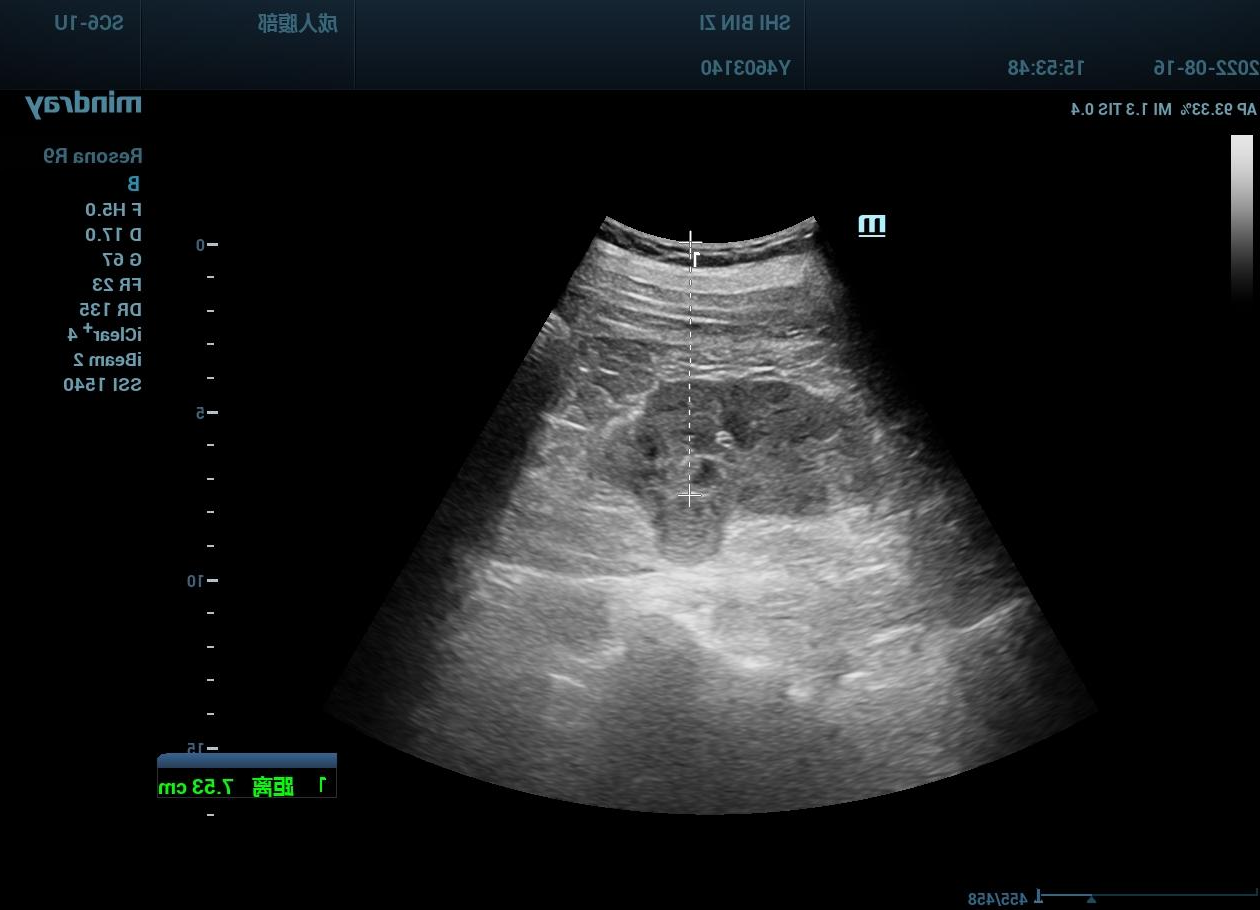 SC6-1U
成人腹部
SHI BIN ZI
Y4603140
15:53:48
2022-08-16
mindray
AP 93.33% MI 1.3 TIS 0.4
Resona R9
B
F H5.0
D 17.0
G 67
FR 23
DR 135
iClear+ 4
iBeam 2
SSI 1540
m
0
1
5
10
15
1 距离 7.53 cm
1 455/458